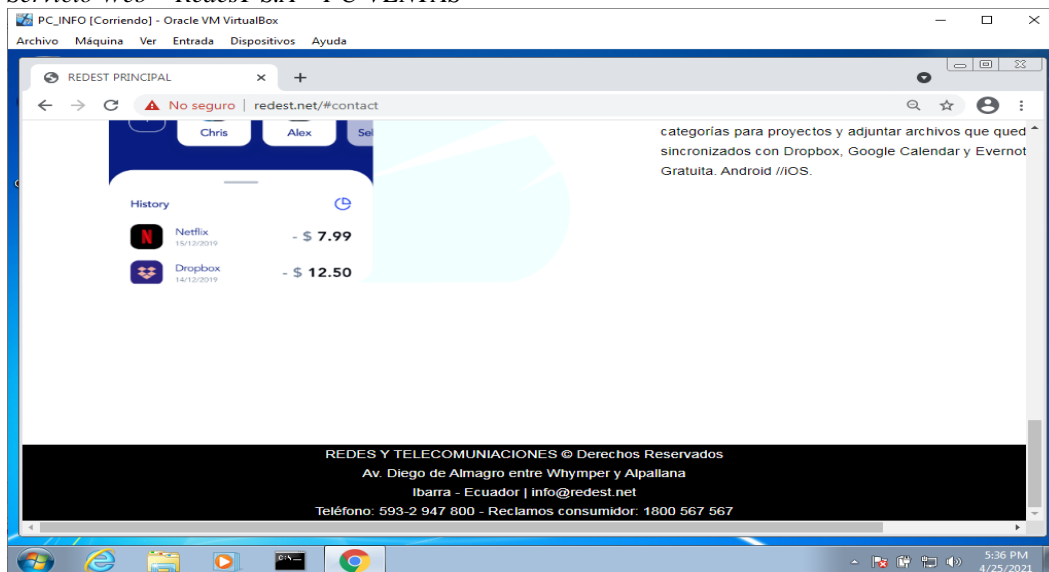 Servicio Web – RedesT S.A – PC VENTAS
PC_INFO [Corriendo] - Oracle VM VirtualBox
Archivo Máquina Ver Entrada Dispositivos Ayuda
REDEST PRINCIPAL
No seguro | redest.net/#contact
Chris Alex Sel
categorías para proyectos y adjuntar archivos que qued
sincronizados con Dropbox, Google Calendar y Evernot
Gratuita. Android //iOS.
History
Netflix - $ 7.99
15/12/2019
Dropbox - $ 12.50
14/12/2019
REDES Y TELECOMUNIACIONES © Derechos Reservados
Av. Diego de Almagro entre Whymper y Alpallana
Ibarra - Ecuador | info@redest.net
Teléfono: 593-2 947 800 - Reclamos consumidor: 1800 567 567
5:36 PM
4/25/2021